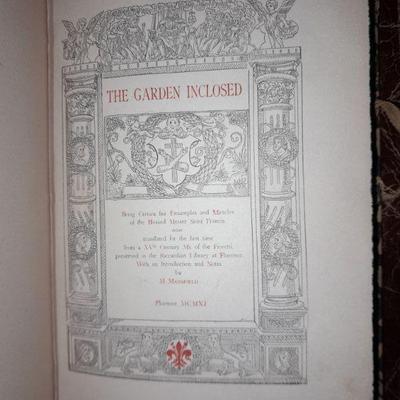 THE GARDEN INCLOSED
Being Certain fair Ensamples and Miracles
of the Blessed Messer Saint Francis
now
translated for the first time
from a XVth Century Ms. of the Fioretti,
preserved in the Riccardian Library at Florence
With an Introduction and Notes
by
M MANSFIELD
Florence MCMXI